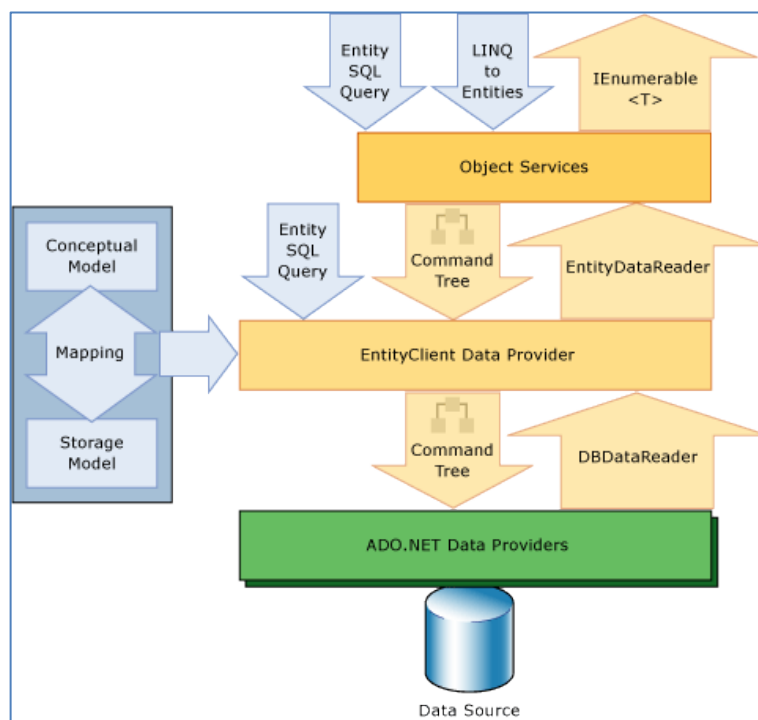 Entity
SQL
Query
LINQ
to
Entities
IEnumerable
<T>
Object Services
Conceptual
Model
Mapping
Storage
Model
Entity
SQL
Query
Command
Tree
EntityDataReader
EntityClient Data Provider
Command
Tree
DBDataReader
ADO.NET Data Providers
Data Source